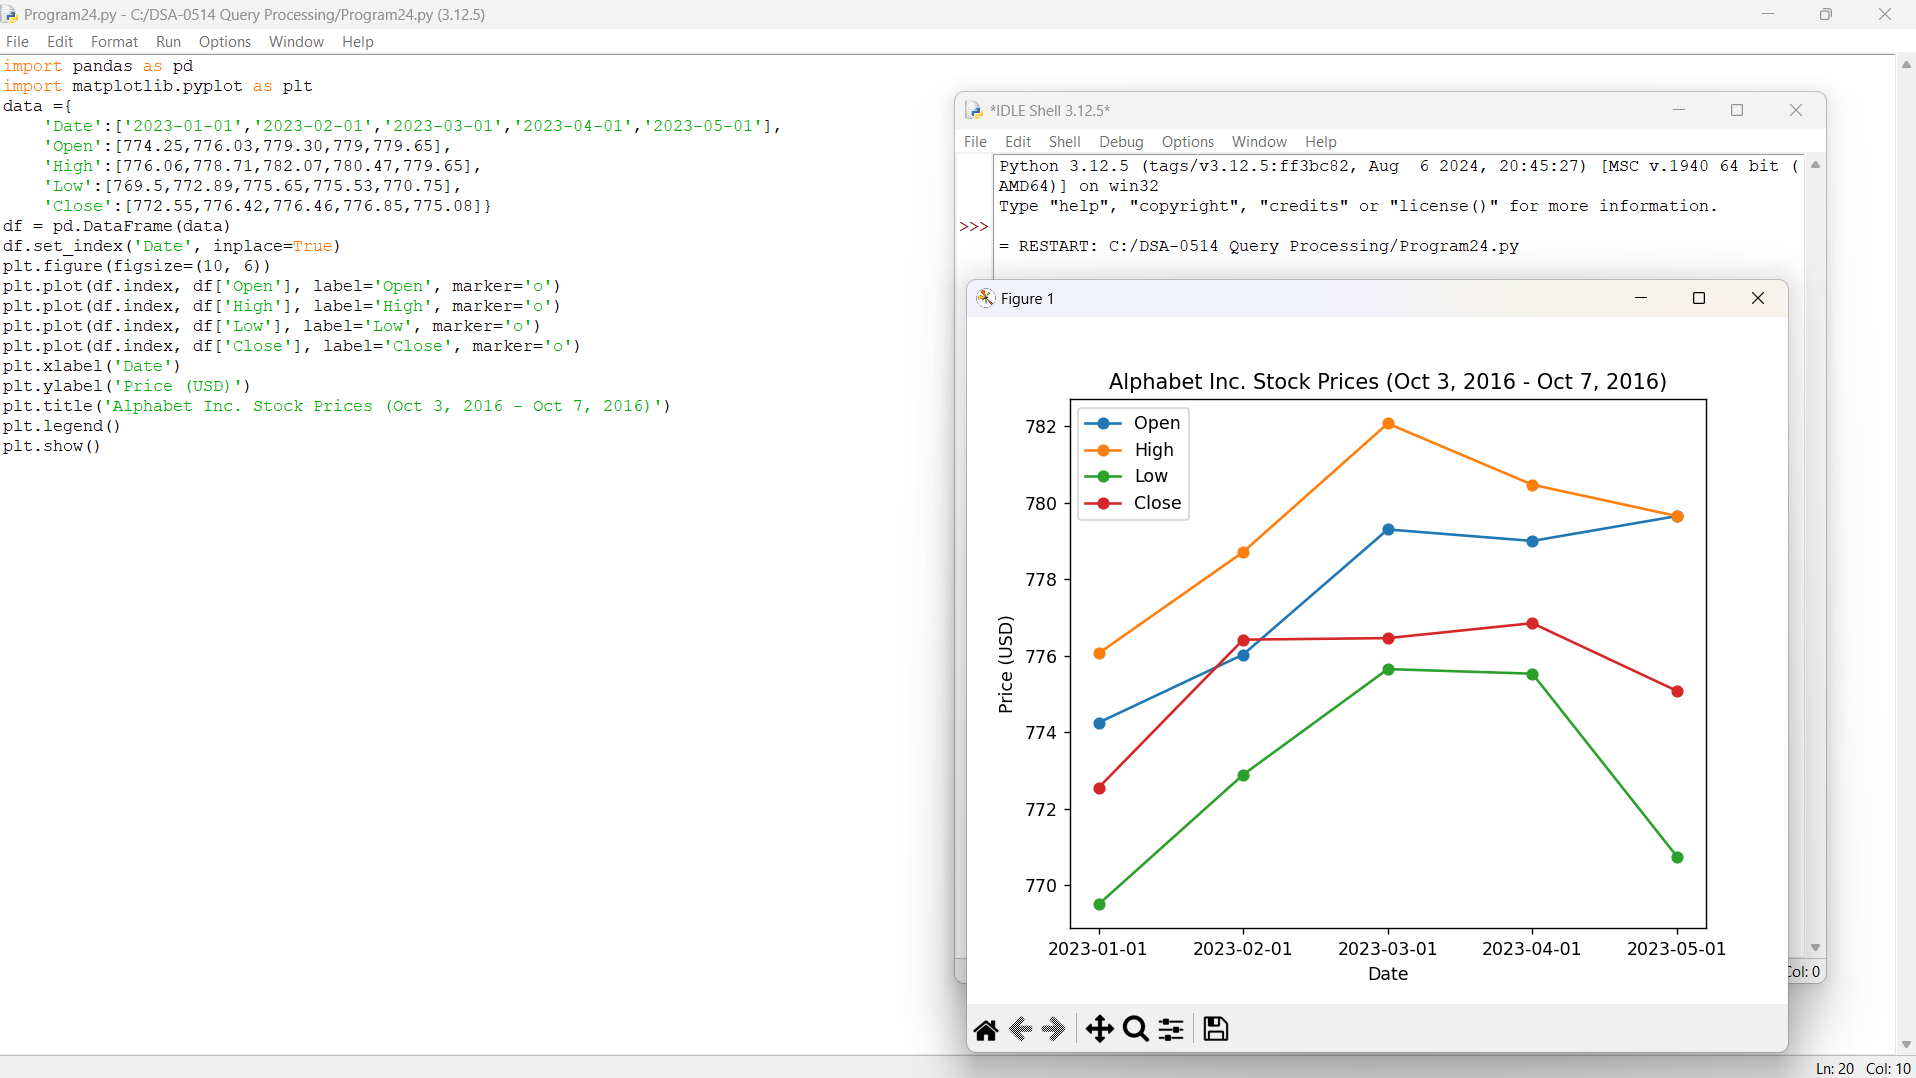 Program24.py - C:/DSA-0514 Query Processing/Program24.py (3.12.5)
File Edit Format Run Options Window Help
import pandas as pd
import matplotlib.pyplot as plt
data ={
    'Date':['2023-01-01','2023-02-01','2023-03-01','2023-04-01','2023-05-01'],
    'Open':[774.25,776.03,779.30,779,779.65],
    'High':[776.06,778.71,782.07,780.47,779.65],
    'Low':[769.5,772.89,775.65,775.53,770.75],
    'Close':[772.55,776.42,776.46,776.85,775.08]}
df = pd.DataFrame(data)
df.set_index('Date', inplace=True)
plt.figure(figsize=(10, 6))
plt.plot(df.index, df['Open'], label='Open', marker='o')
plt.plot(df.index, df['High'], label='High', marker='o')
plt.plot(df.index, df['Low'], label='Low', marker='o')
plt.plot(df.index, df['Close'], label='Close', marker='o')
plt.xlabel('Date')
plt.ylabel('Price (USD)')
plt.title('Alphabet Inc. Stock Prices (Oct 3, 2016 - Oct 7, 2016)')
plt.legend()
plt.show()
*IDLE Shell 3.12.5*
File Edit Shell Debug Options Window Help
Python 3.12.5 (tags/v3.12.5:ff3bc82, Aug  6 2024, 20:45:27) [MSC v.1940 64 bit (
AMD64)] on win32
Type "help", "copyright", "credits" or "license()" for more information.
>>>
= RESTART: C:/DSA-0514 Query Processing/Program24.py
Figure 1
Alphabet Inc. Stock Prices (Oct 3, 2016 - Oct 7, 2016)
Open
High
Low
Close
782
780
778
776
774
772
770
Price (USD)
2023-01-01 2023-02-01 2023-03-01 2023-04-01 2023-05-01
Date
Col: 0
Ln: 20 Col: 10